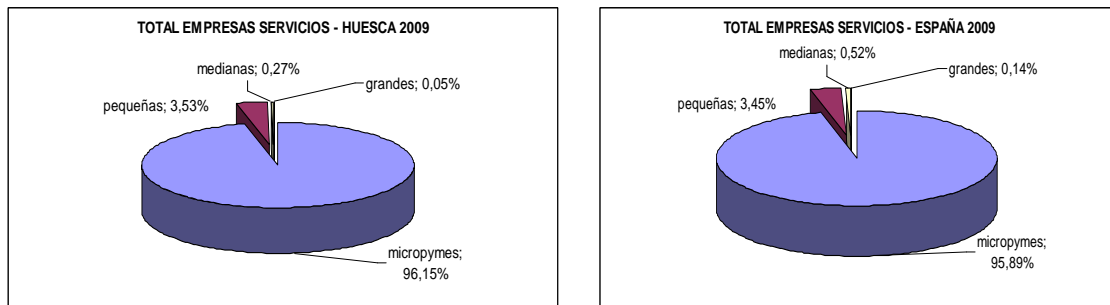 TOTAL EMPRESAS SERVICIOS - HUESCA 2009
medianas; 0,27%
grandes; 0,05%
pequeñas; 3,53%
micropymes;
96,15%
TOTAL EMPRESAS SERVICIOS - ESPAÑA 2009
medianas; 0,52%
grandes; 0,14%
pequeñas; 3,45%
micropymes;
95,89%